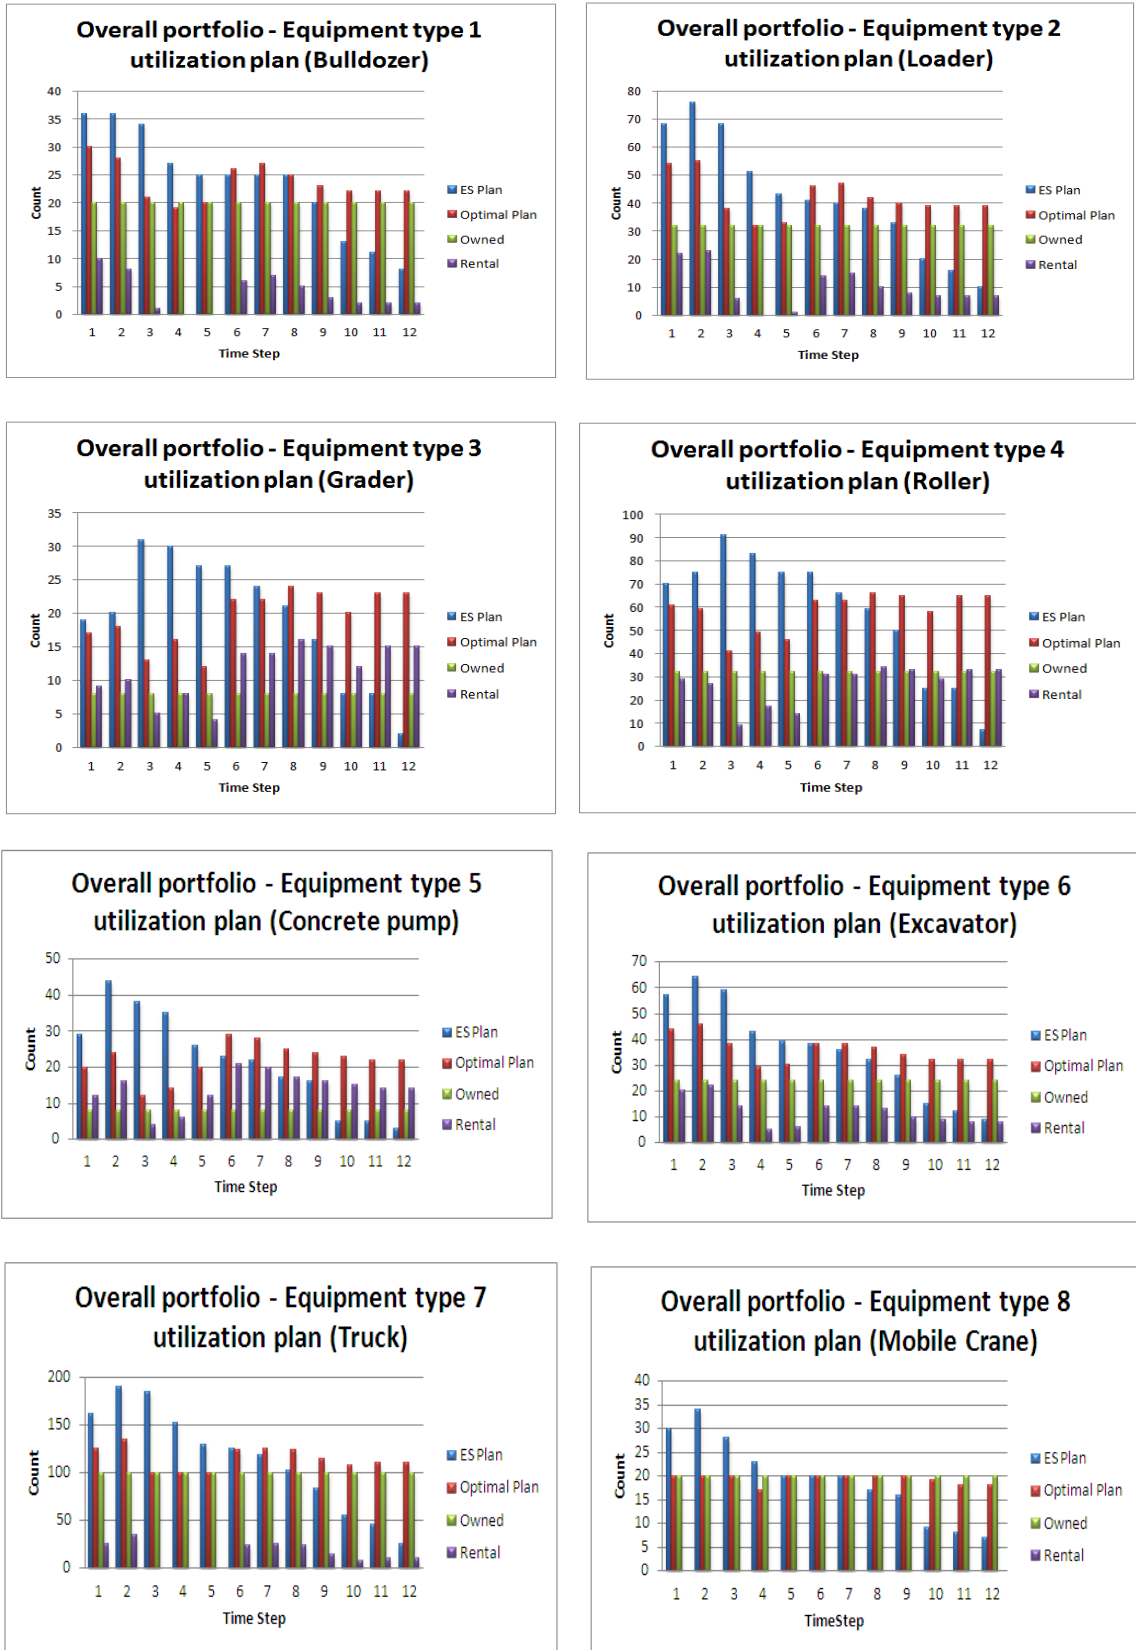 Overall portfolio - Equipment type 1
utilization plan (Bulldozer)
40
35
30
25
20
15
10
5
0
Count
1 2 3 4 5 6 7 8 9 10 11 12
Time Step
ES Plan
Optimal Plan
Owned
Rental
Overall portfolio - Equipment type 2
utilization plan (Loader)
80
70
60
50
40
30
20
10
0
Count
1 2 3 4 5 6 7 8 9 10 11 12
Time Step
ES Plan
Optimal Plan
Owned
Rental
Overall portfolio - Equipment type 3
utilization plan (Grader)
35
30
25
20
15
10
5
0
Count
1 2 3 4 5 6 7 8 9 10 11 12
Time Step
ES Plan
Optimal Plan
Owned
Rental
Overall portfolio - Equipment type 4
utilization plan (Roller)
100
90
80
70
60
50
40
30
20
10
0
Count
1 2 3 4 5 6 7 8 9 10 11 12
Time Step
ES Plan
Optimal Plan
Owned
Rental
Overall portfolio - Equipment type 5
utilization plan (Concrete pump)
50
40
30
20
10
0
Count
1 2 3 4 5 6 7 8 9 10 11 12
Time Step
ES Plan
Optimal Plan
Owned
Rental
Overall portfolio - Equipment type 6
utilization plan (Excavator)
70
60
50
40
30
20
10
0
Count
1 2 3 4 5 6 7 8 9 10 11 12
Time Step
ES Plan
Optimal Plan
Owned
Rental
Overall portfolio - Equipment type 7
utilization plan (Truck)
200
150
100
50
0
Count
1 2 3 4 5 6 7 8 9 10 11 12
Time Step
ES Plan
Optimal Plan
Owned
Rental
Overall portfolio - Equipment type 8
utilization plan (Mobile Crane)
40
35
30
25
20
15
10
5
0
Count
1 2 3 4 5 6 7 8 9 10 11 12
TimeStep
ES Plan
Optimal Plan
Owned
Rental